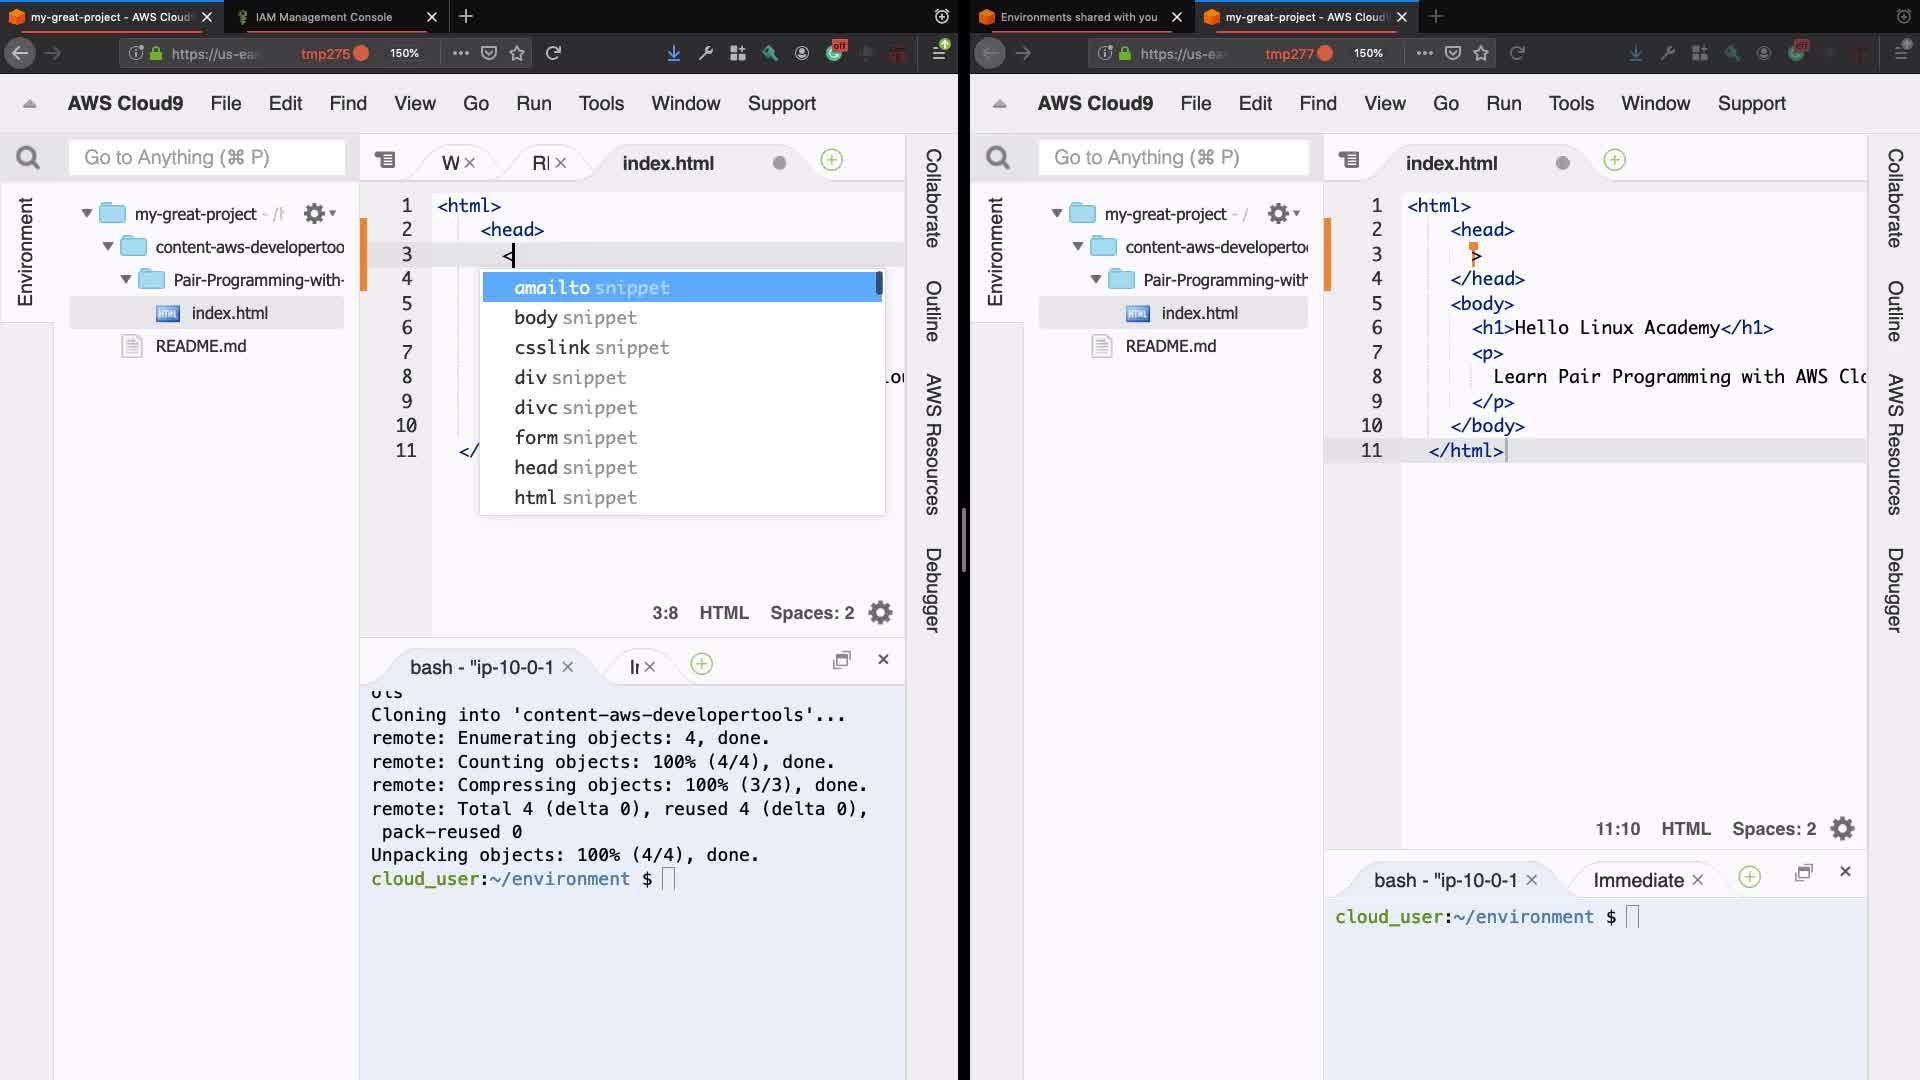 my-great-project - AWS Cloud9
IAM Management Console
https://us-eas
tmp275
150%
off
AWS Cloud9 File Edit Find View Go Run Tools Window Support
Go to Anything (⌘ P)
W
index.html
Environment
my-great-project - /h
content-aws-developertoo
Pair-Programming-with-
index.html
README.md
1 <html>
2 <head>
3 <
4
5
6
7
8
9
10
11 </
amailto snippet
body snippet
csslink snippet
div snippet
divc snippet
form snippet
head snippet
html snippet
3:8 HTML Spaces: 2
Collaborate
Outline
AWS Resources
Debugger
bash - "ip-10-0-1
ols
Cloning into 'content-aws-developertools'...
remote: Enumerating objects: 4, done.
remote: Counting objects: 100% (4/4), done.
remote: Compressing objects: 100% (3/3), done.
remote: Total 4 (delta 0), reused 4 (delta 0),
pack-reused 0
Unpacking objects: 100% (4/4), done.
cloud_user:~/environment $
Environments shared with you
my-great-project - AWS Cloud9
https://us-eas
tmp277
150%
off
AWS Cloud9 File Edit Find View Go Run Tools Window Support
Go to Anything (⌘ P)
index.html
Environment
my-great-project - /
content-aws-developertoo
Pair-Programming-with
index.html
README.md
1 <html>
2 <head>
3 >
4 </head>
5 <body>
6 <h1>Hello Linux Academy</h1>
7 <p>
8 Learn Pair Programming with AWS Clo
9 </p>
10 </body>
11 </html>
11:10 HTML Spaces: 2
Collaborate
Outline
AWS Resources
Debugger
bash - "ip-10-0-1
Immediate
cloud_user:~/environment $